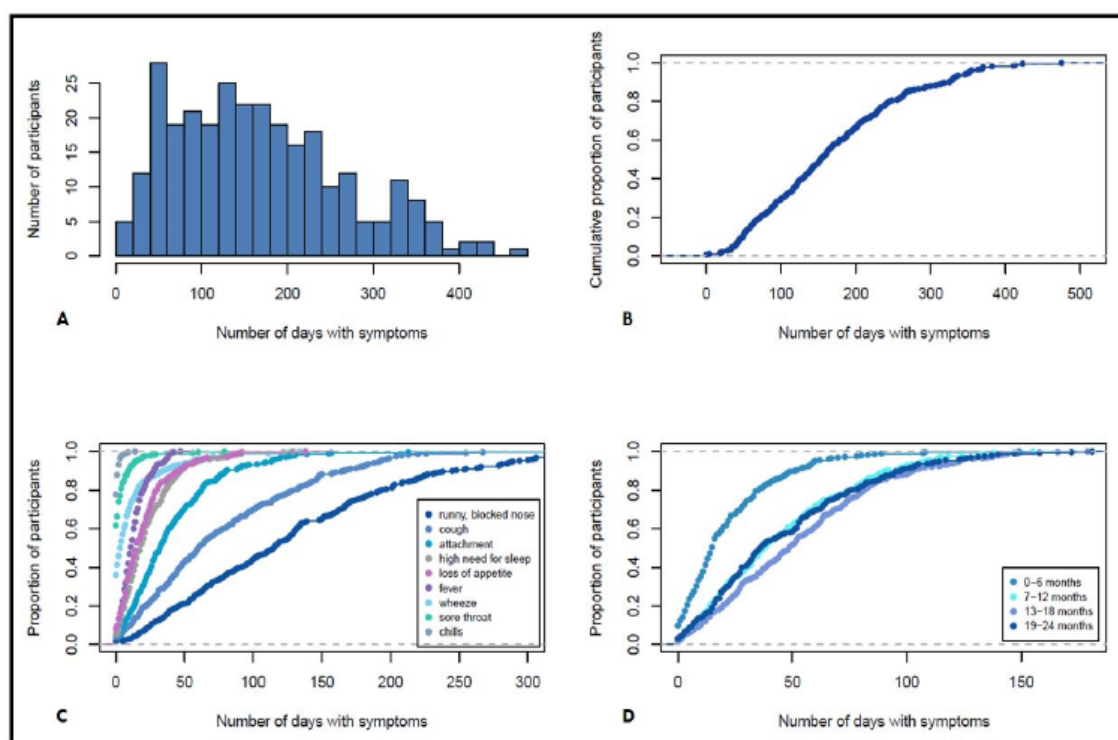 Number of participants
25
20
15
10
5
0
0 100 200 300 400
A
Number of days with symptoms
Cumulative proportion of participants
1.0
0.8
0.6
0.4
0.2
0.0
0 100 200 300 400 500
B
Number of days with symptoms
Proportion of participants
1.0
0.8
0.6
0.4
0.2
0.0
runny, blocked nose
cough
attachment
high need for sleep
loss of appetite
fever
wheeze
sore throat
chills
0 50 100 150 200 250 300
C
Number of days with symptoms
Proportion of participants
1.0
0.8
0.6
0.4
0.2
0.0
0-6 months
7-12 months
13-18 months
19-24 months
0 50 100 150
D
Number of days with symptoms